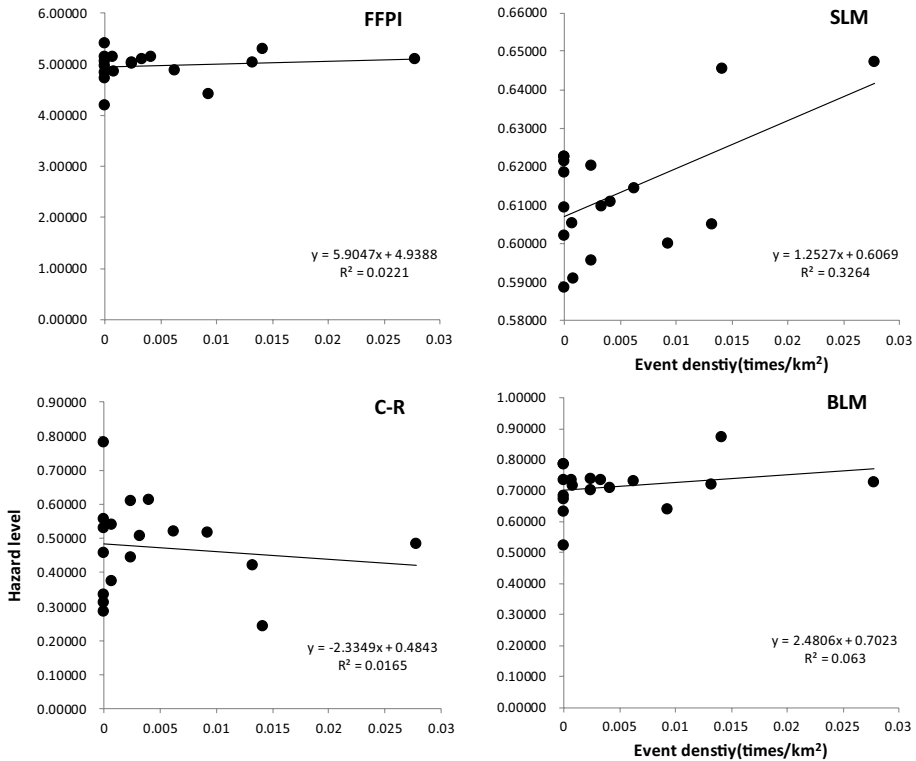 FFPI
6.00000
5.00000
4.00000
3.00000
2.00000
1.00000
0.00000
y = 5.9047x + 4.9388
R² = 0.0221
0 0.005 0.01 0.015 0.02 0.025 0.03
SLM
0.66000
0.65000
0.64000
0.63000
0.62000
0.61000
0.60000
0.59000
0.58000
y = 1.2527x + 0.6069
R² = 0.3264
0 0.005 0.01 0.015 0.02 0.025 0.03
Event denstiy(times/km²)
C-R
Hazard level
0.90000
0.80000
0.70000
0.60000
0.50000
0.40000
0.30000
0.20000
0.10000
0.00000
y = -2.3349x + 0.4843
R² = 0.0165
0 0.005 0.01 0.015 0.02 0.025 0.03
BLM
1.00000
0.90000
0.80000
0.70000
0.60000
0.50000
0.40000
0.30000
0.20000
0.10000
0.00000
y = 2.4806x + 0.7023
R² = 0.063
0 0.005 0.01 0.015 0.02 0.025 0.03
Event denstiy(times/km²)